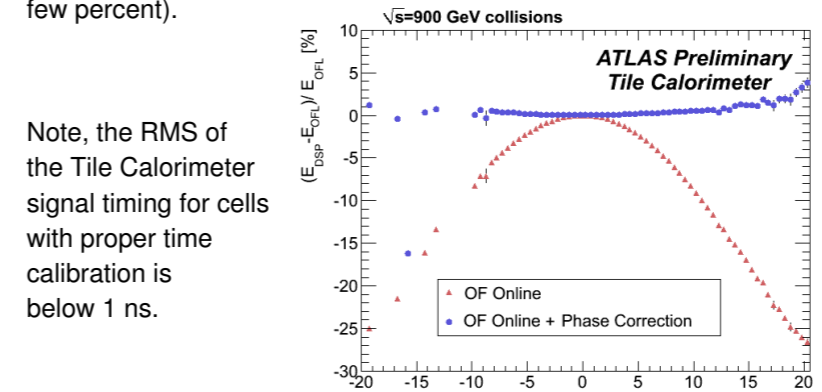 few percent).
Note, the RMS of
the Tile Calorimeter
signal timing for cells
with proper time
calibration is
below 1 ns.
√s=900 GeV collisions
(E_DSP-E_OFL)/ E_OFL [%]
ATLAS Preliminary
Tile Calorimeter
10
5
0
-5
-10
-15
-20
-25
-30
OF Online
OF Online + Phase Correction
-20 -15 -10 -5 0 5 10 15 20